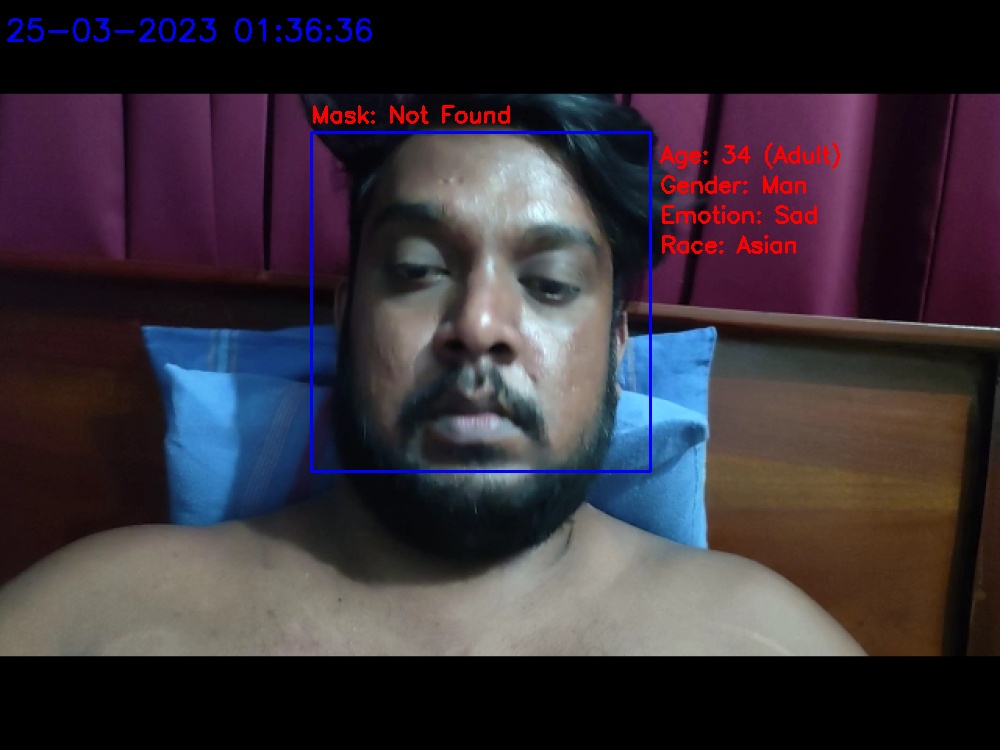 25-03-2023 01:36:36
Mask: Not Found
Age: 34 (Adult)
Gender: Man
Emotion: Sad
Race: Asian